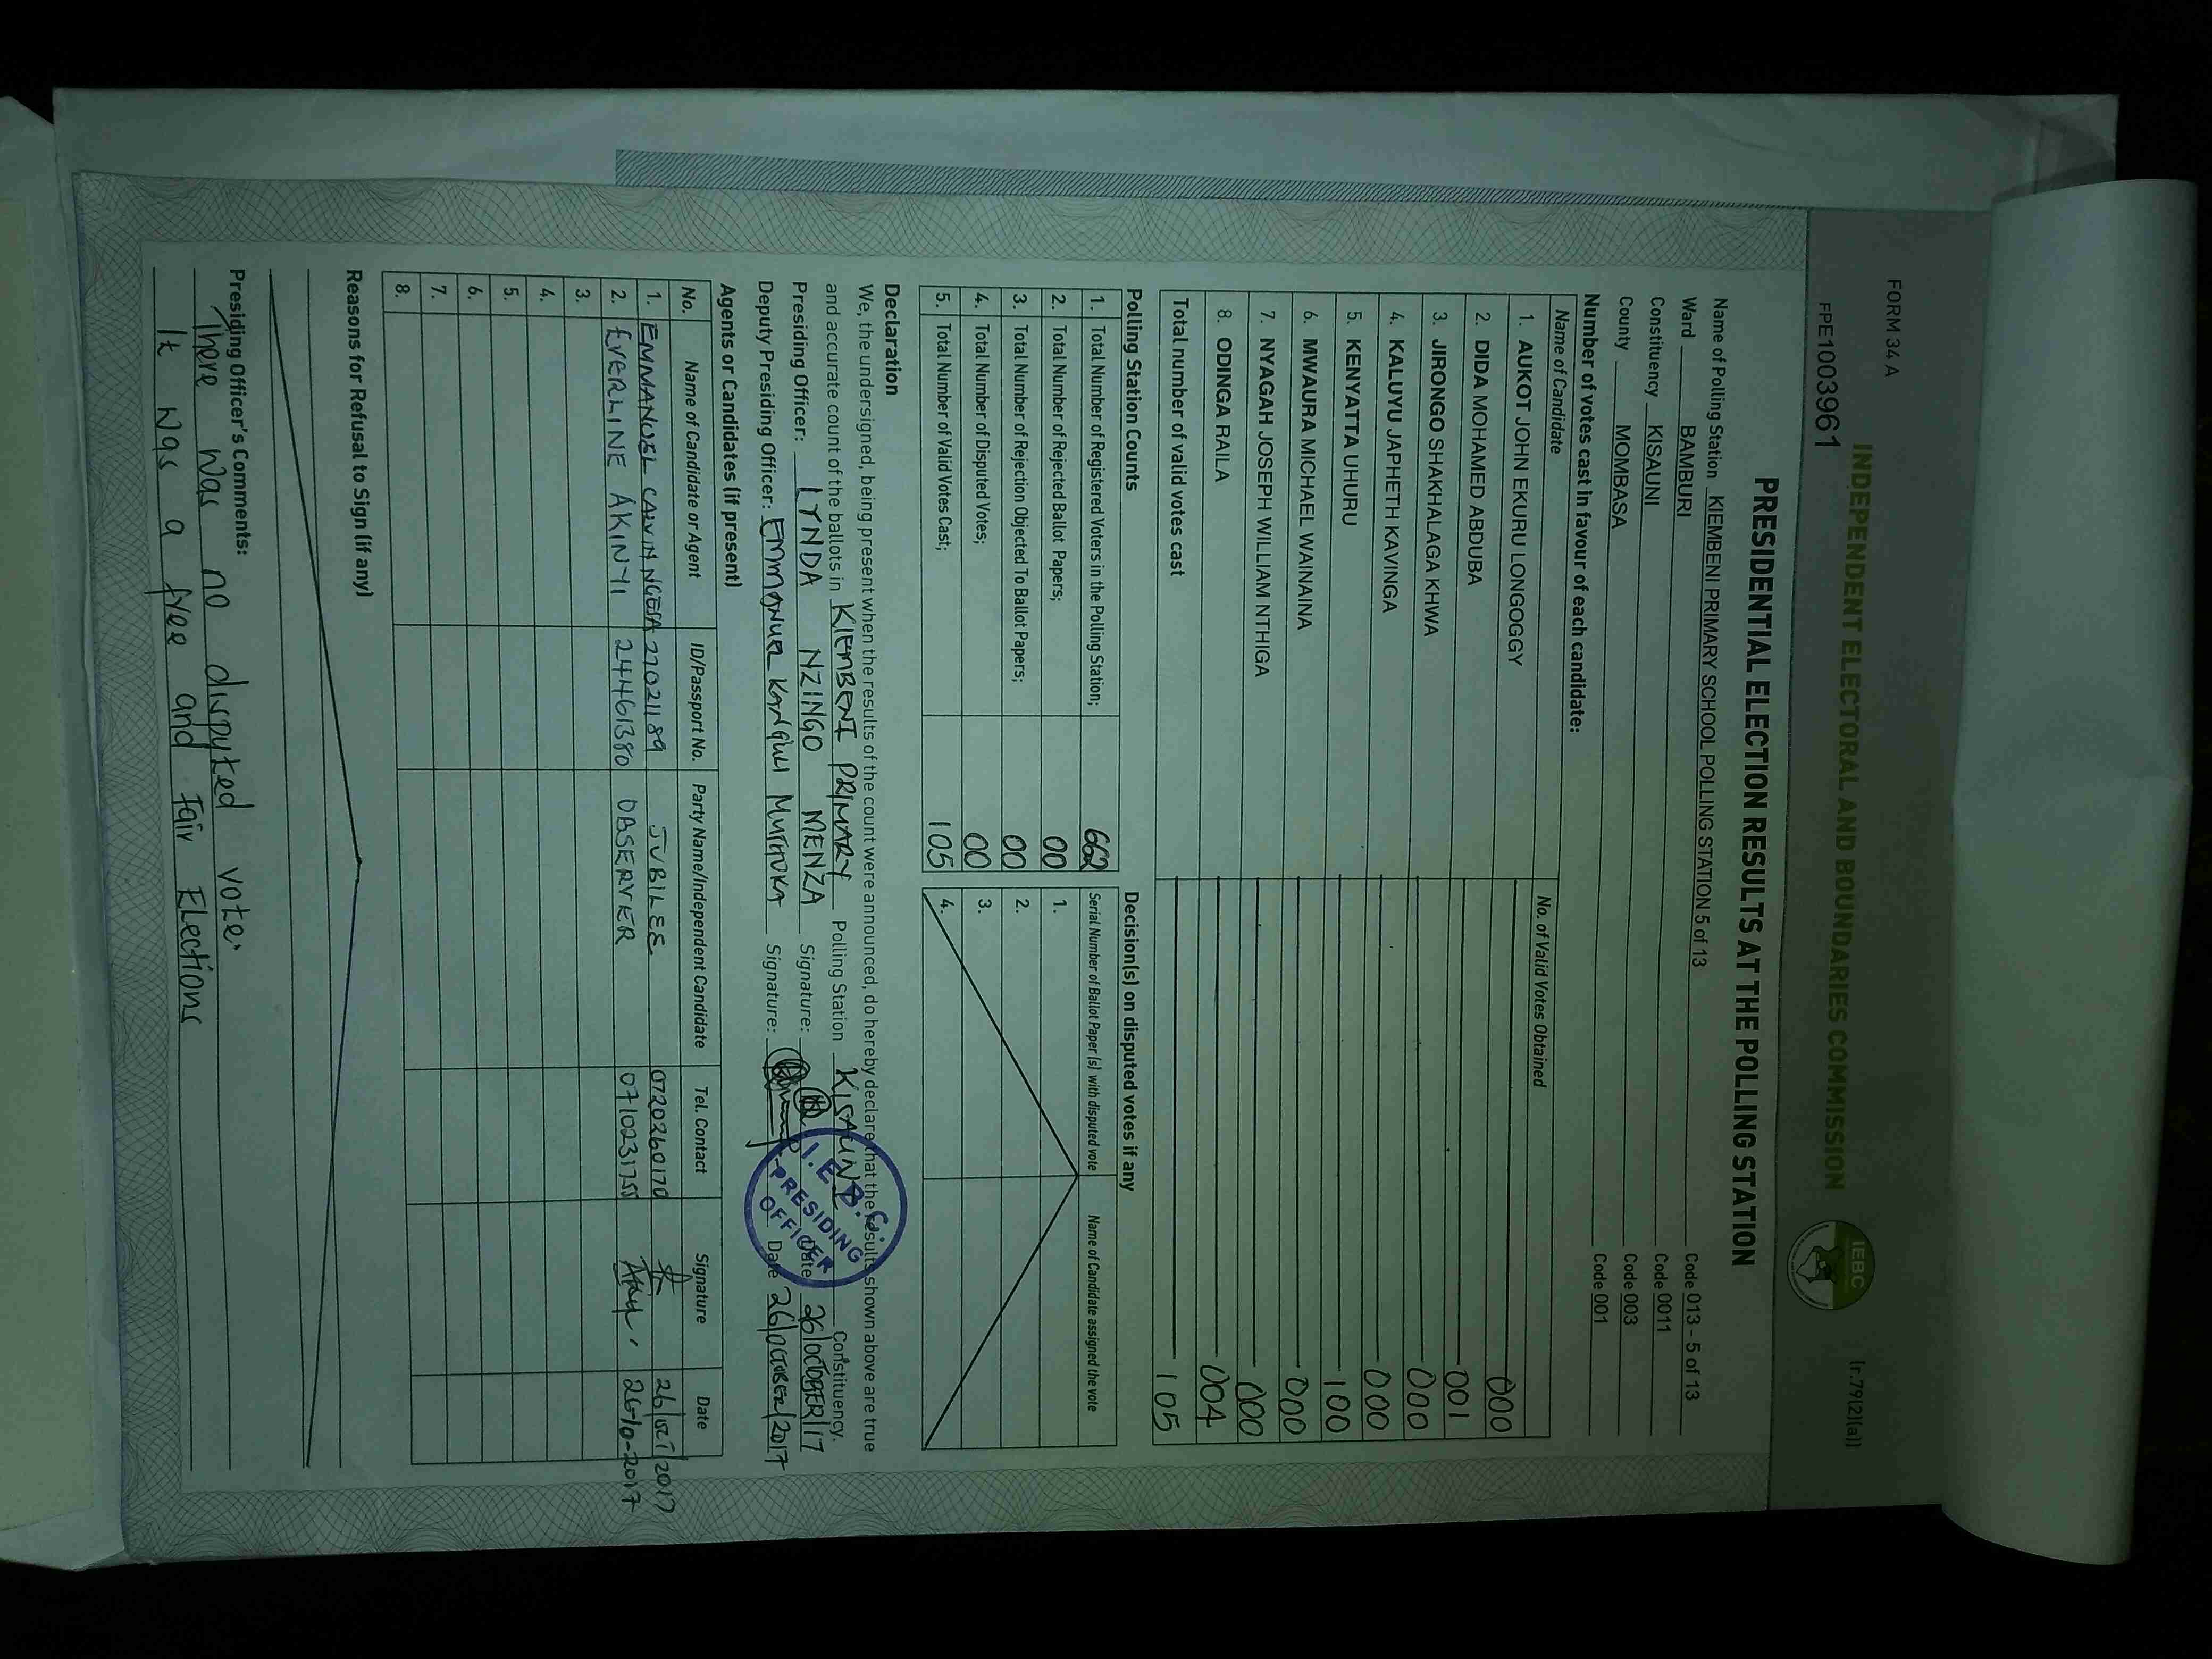 FORM 34 A
[r.79(2)(a)]
INDEPENDENT ELECTORAL AND BOUNDARIES COMMISSION
IEBC
FPE1003961
PRESIDENTIAL ELECTION RESULTS AT THE POLLING STATION
Name of Polling Station KIEMBENI PRIMARY SCHOOL POLLING STATION 5 of 13 Code 013 - 5 of 13
Ward BAMBURI Code 0011
Constituency KISAUNI Code 003
County MOMBASA Code 001
Number of votes cast in favour of each candidate:
Name of Candidate No. of Valid Votes Obtained
1. AUKOT JOHN EKURU LONGOGGY 000
2. DIDA MOHAMED ABDUBA 001
3. JIRONGO SHAKHALAGA KHWA 000
4. KALUYU JAPHETH KAVINGA 000
5. KENYATTA UHURU 100
6. MWAURA MICHAEL WAINAINA 000
7. NYAGAH JOSEPH WILLIAM NTHIGA 000
8. ODINGA RAILA 004
Total number of valid votes cast 105
Polling Station Counts
1. Total Number of Registered Voters in the Polling Station; 662
2. Total Number of Rejected Ballot Papers; 00
3. Total Number of Rejection Objected To Ballot Papers; 00
4. Total Number of Disputed Votes; 00
5. Total Number of Valid Votes Cast; 105
Decision(s) on disputed votes if any
Serial Number of Ballot Paper (s) with disputed vote Name of Candidate assigned the vote
1.
2.
3.
4.
Declaration
We, the undersigned, being present when the results of the count were announced, do hereby declare that the results shown above are true
and accurate count of the ballots in KIEMBENI PRIMARY Polling Station KISAUNI Constituency.
Presiding Officer: LYNDA NZINGO MENZA Signature: Date 26/OCTOBER/17
Deputy Presiding Officer: EMMANUEL KANGULI MUTHOKA Signature: Date 26/OCTOBER/2017
I.E.B.C.
PRESIDING
OFFICER
Agents or Candidates (if present)
No. Name of Candidate or Agent ID/Passport No. Party Name/Independent Candidate Tel. Contact Signature Date
1. EMMANUEL CALVIN 27021189 JUBILEE 0720260170 26/OCT/2017
2. EVERLINE AKINYI 24461380 OBSERVER 0710231755 26-10-2017
3.
4.
5.
6.
7.
8.
Reasons for Refusal to Sign (if any)
Presiding Officer's Comments:
There was no disputed vote.
It was a free and Fair Elections